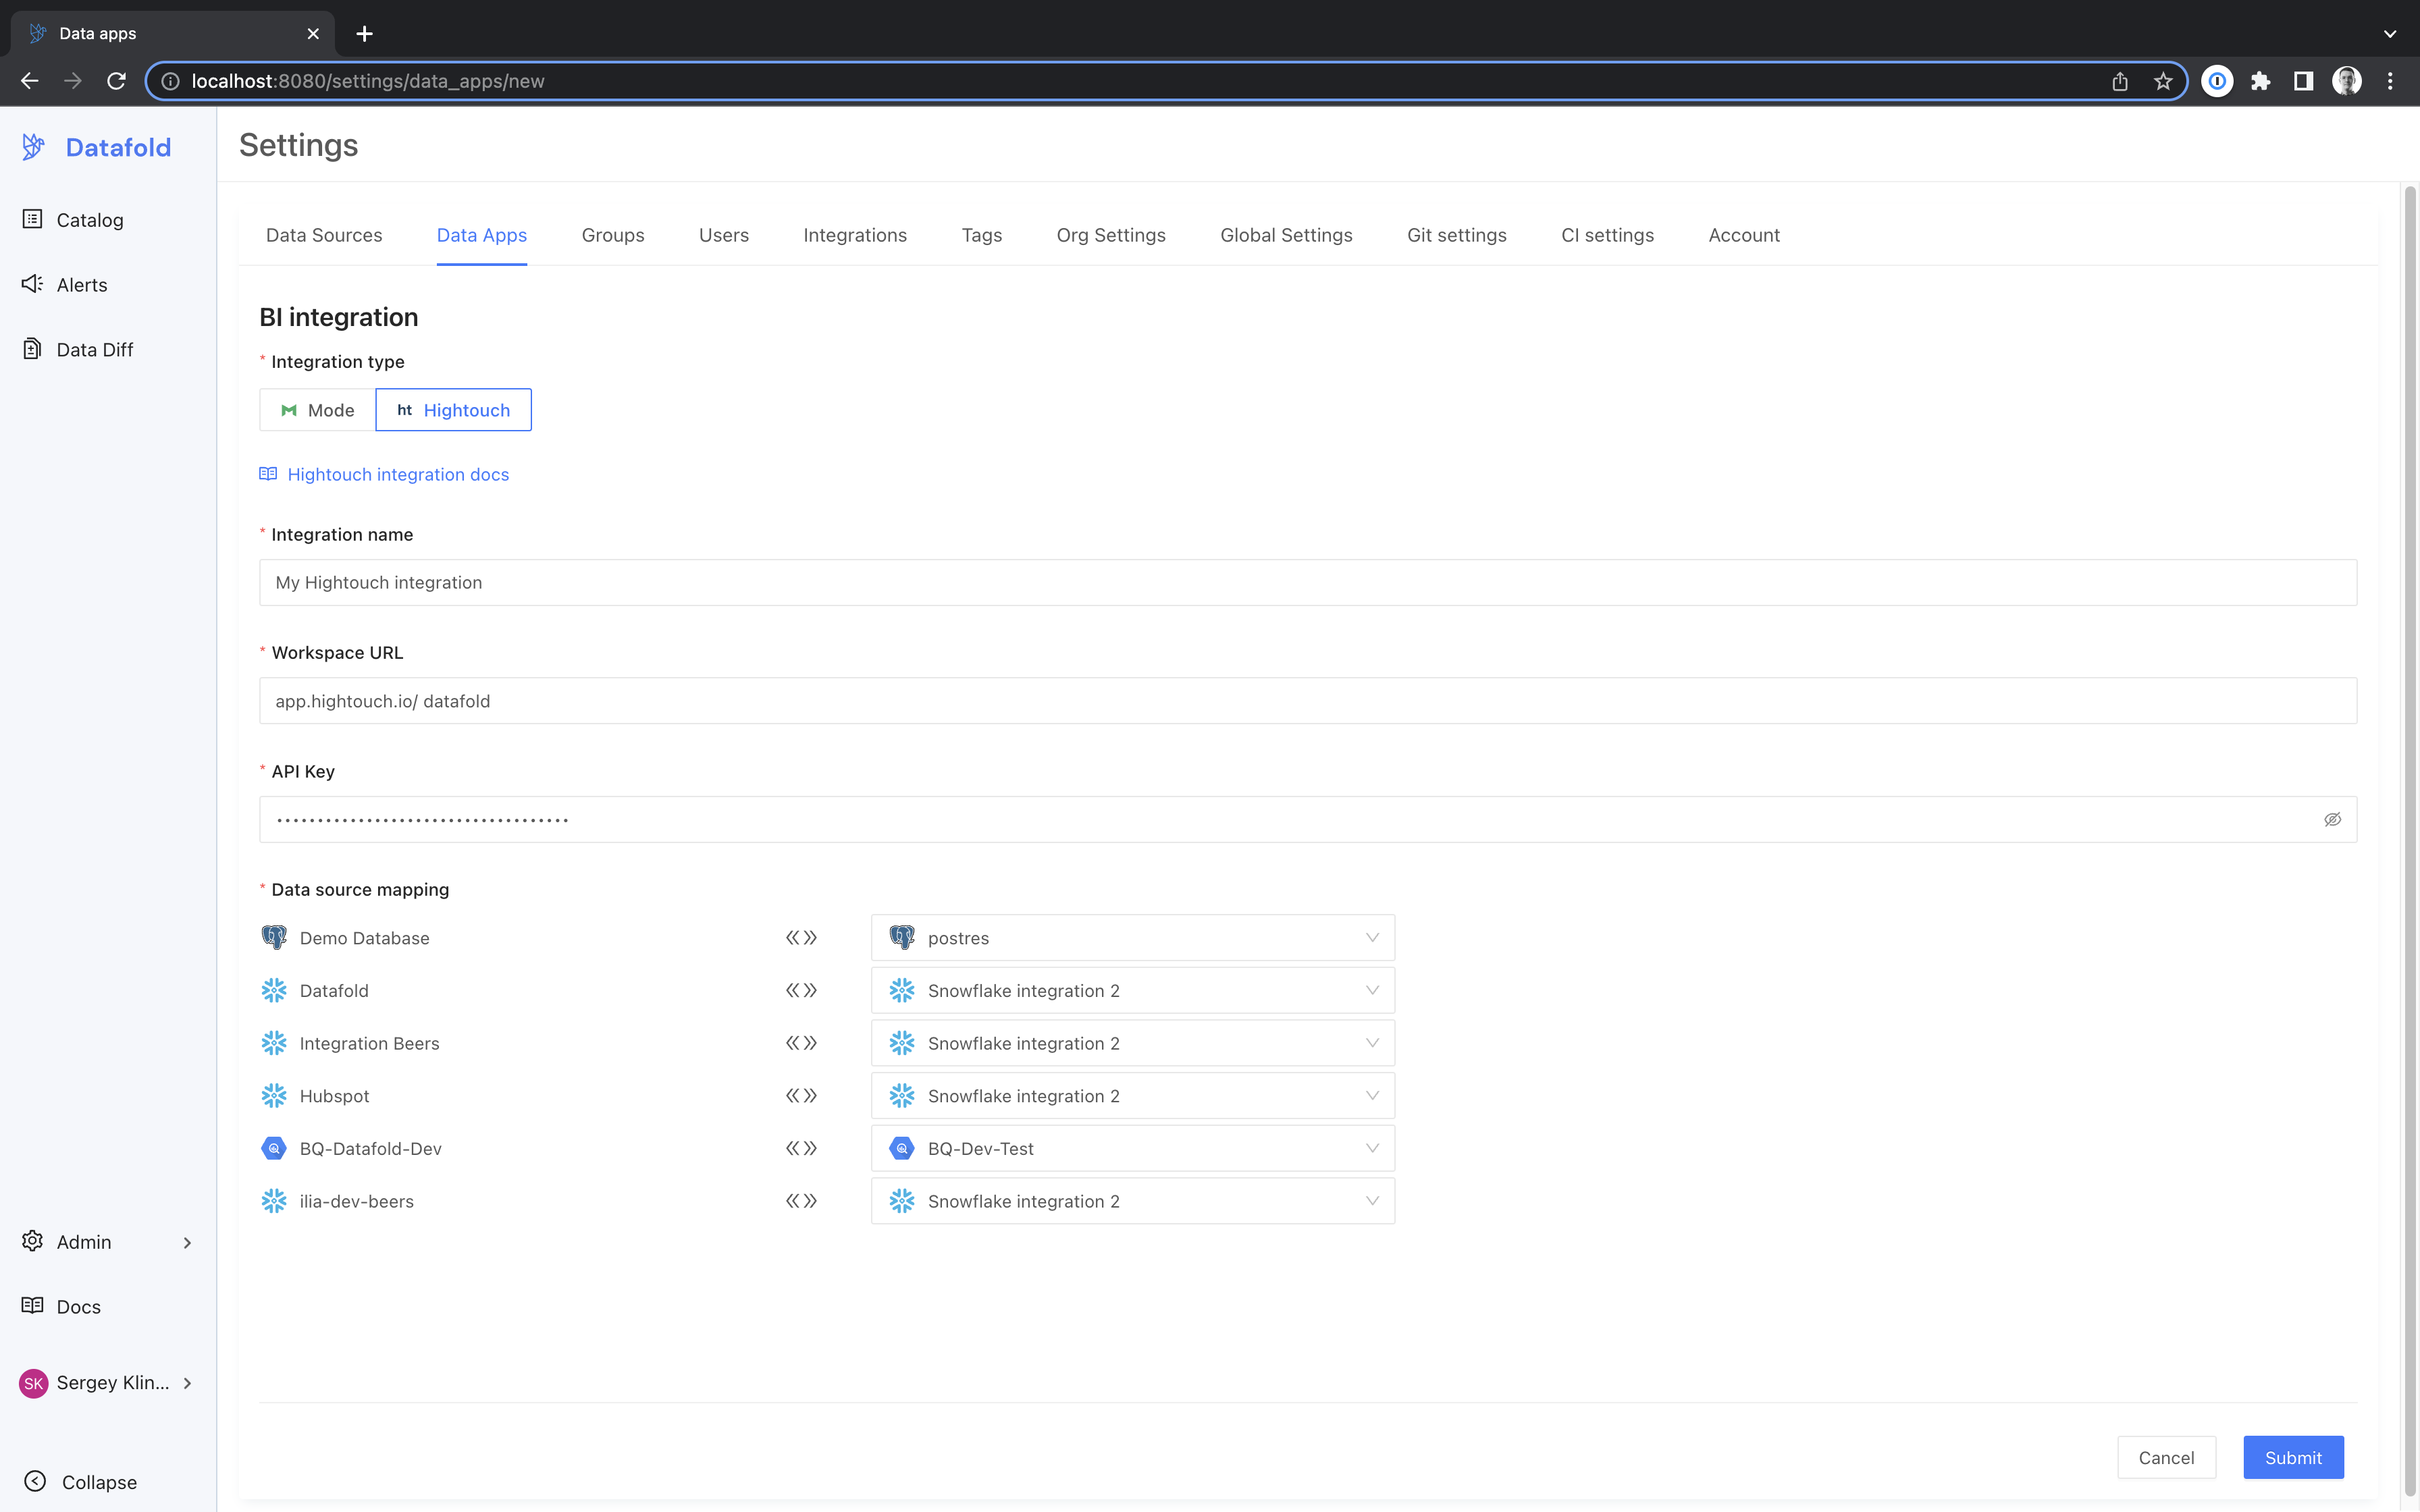 Data apps
localhost:8080/settings/data_apps/new
Datafold
Settings
Catalog
Alerts
Data Diff
Data Sources Data Apps Groups Users Integrations Tags Org Settings Global Settings Git settings CI settings Account
BI integration
* Integration type
Mode ht Hightouch
Hightouch integration docs
* Integration name
My Hightouch integration
* Workspace URL
app.hightouch.io/ datafold
* API Key
* Data source mapping
Demo Database postres
Datafold Snowflake integration 2
Integration Beers Snowflake integration 2
Hubspot Snowflake integration 2
BQ-Datafold-Dev BQ-Dev-Test
ilia-dev-beers Snowflake integration 2
Admin
Docs
SK Sergey Klin...
Collapse
Cancel Submit